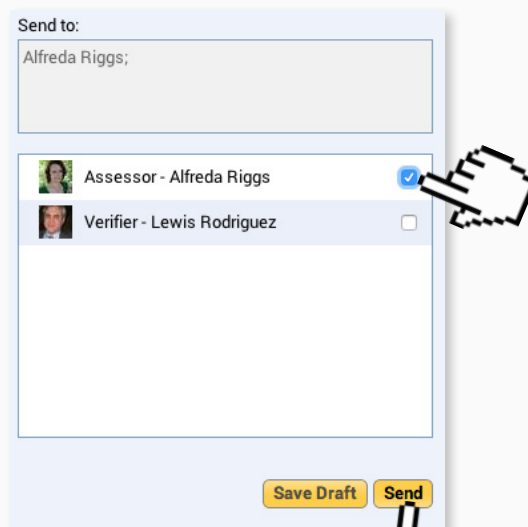 Send to:
Alfreda Riggs;
Assessor - Alfreda Riggs
Verifier - Lewis Rodriguez
Save Draft Send